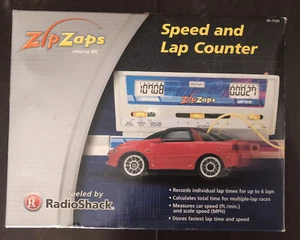 ZipZaps
micro RC
Speed and
Lap Counter
ZipZaps
• Records individual lap times for up to 6 laps
• Calculates total time for multiple-lap races
• Measures car speed (ft./min.)
and scale speed (MPH)
• Stores fastest lap time and speed
fueled by
R RadioShack.